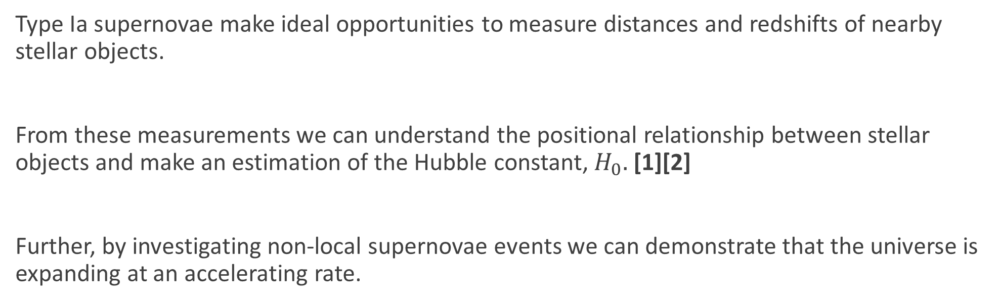 Type Ia supernovae make ideal opportunities to measure distances and redshifts of nearby
stellar objects.
From these measurements we can understand the positional relationship between stellar
objects and make an estimation of the Hubble constant, H₀. [1][2]
Further, by investigating non-local supernovae events we can demonstrate that the universe is
expanding at an accelerating rate.